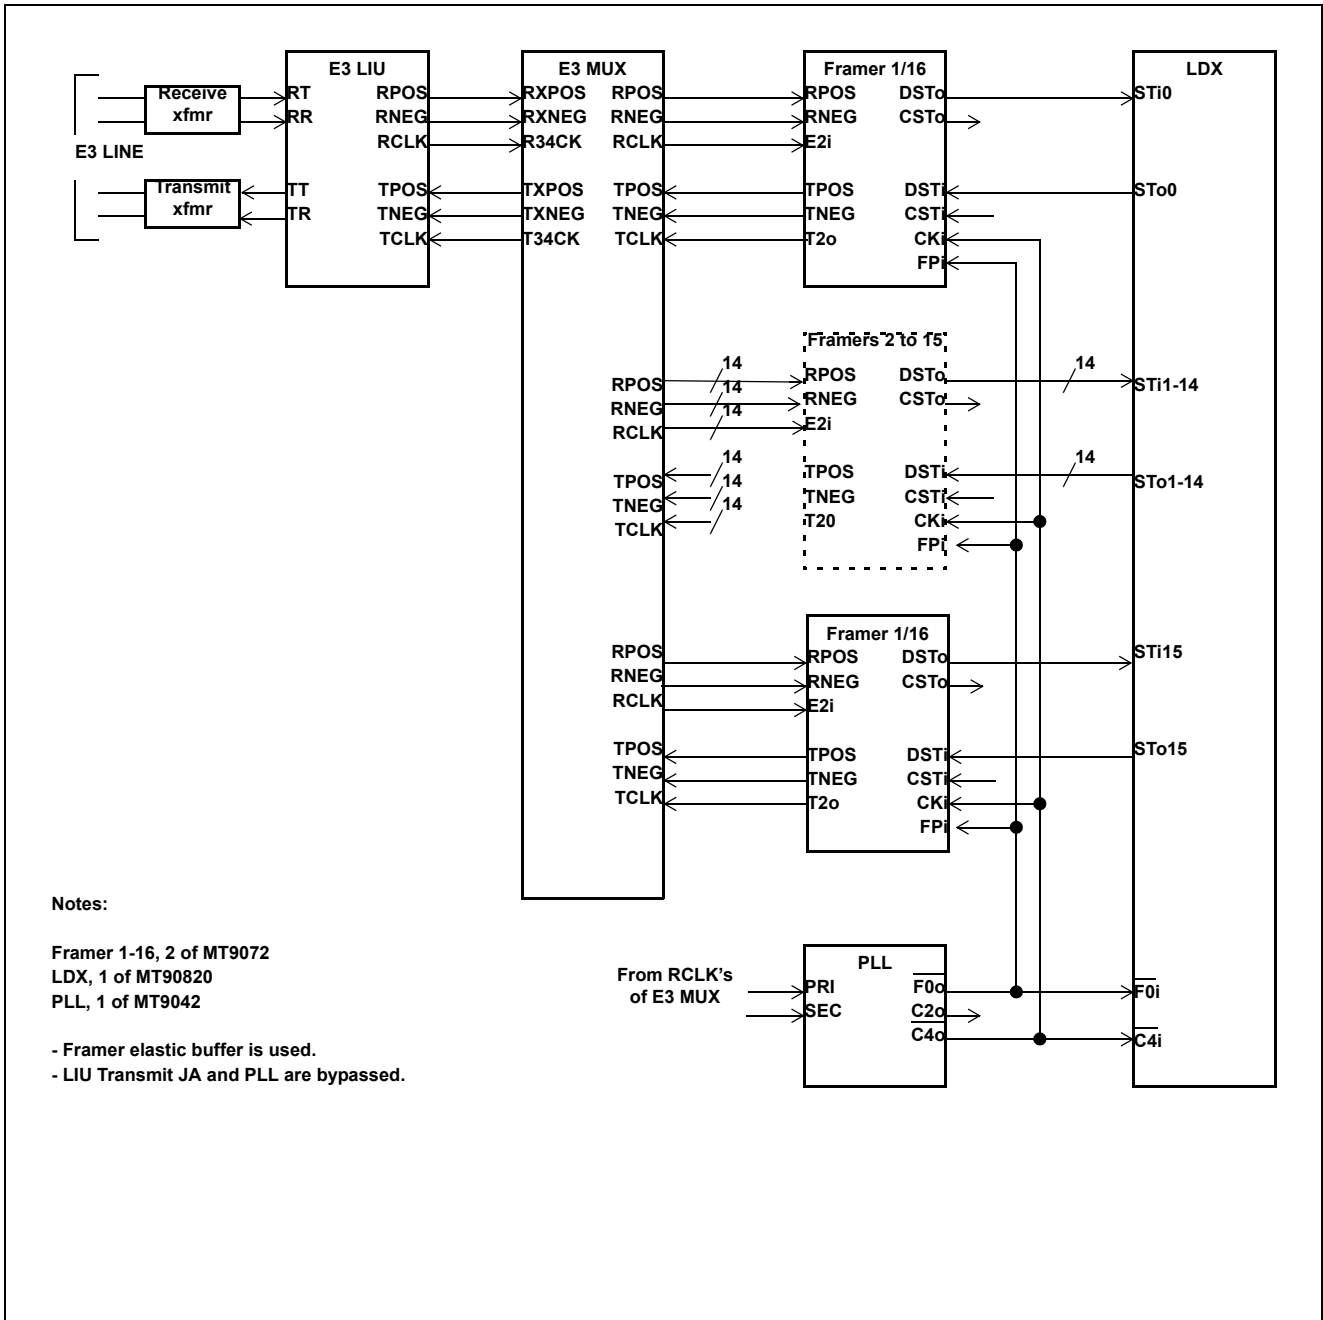 E3 LIU
E3 MUX
Framer 1/16
LDX
Receive
xfmr
RT
RPOS
RXPOS
RPOS
RPOS
DSTo
STi0
RR
RNEG
RXNEG
RNEG
RNEG
CSTo
RCLK
R34CK
RCLK
E2i
E3 LINE
Transmit
xfmr
TT
TPOS
TXPOS
TPOS
TPOS
DSTi
STo0
TR
TNEG
TXNEG
TNEG
TNEG
CSTi
TCLK
T34CK
TCLK
T2o
CKi
FPi
Framers 2 to 15
RPOS
14
RPOS
DSTo
14
STi1-14
RNEG
14
RNEG
CSTo
RCLK
14
E2i
TPOS
14
TPOS
DSTi
14
STo1-14
TNEG
14
TNEG
CSTi
TCLK
14
T20
CKi
FPi
Framer 1/16
RPOS
RPOS
DSTo
STi15
RNEG
RNEG
CSTo
RCLK
E2i
TPOS
TPOS
DSTi
STo15
TNEG
TNEG
CSTi
TCLK
T2o
CKi
FPi
Notes:
Framer 1-16, 2 of MT9072
LDX, 1 of MT90820
PLL, 1 of MT9042
- Framer elastic buffer is used.
- LIU Transmit JA and PLL are bypassed.
From RCLK's
of E3 MUX
PLL
PRI
F0o
F0i
SEC
C2o
C4o
C4i